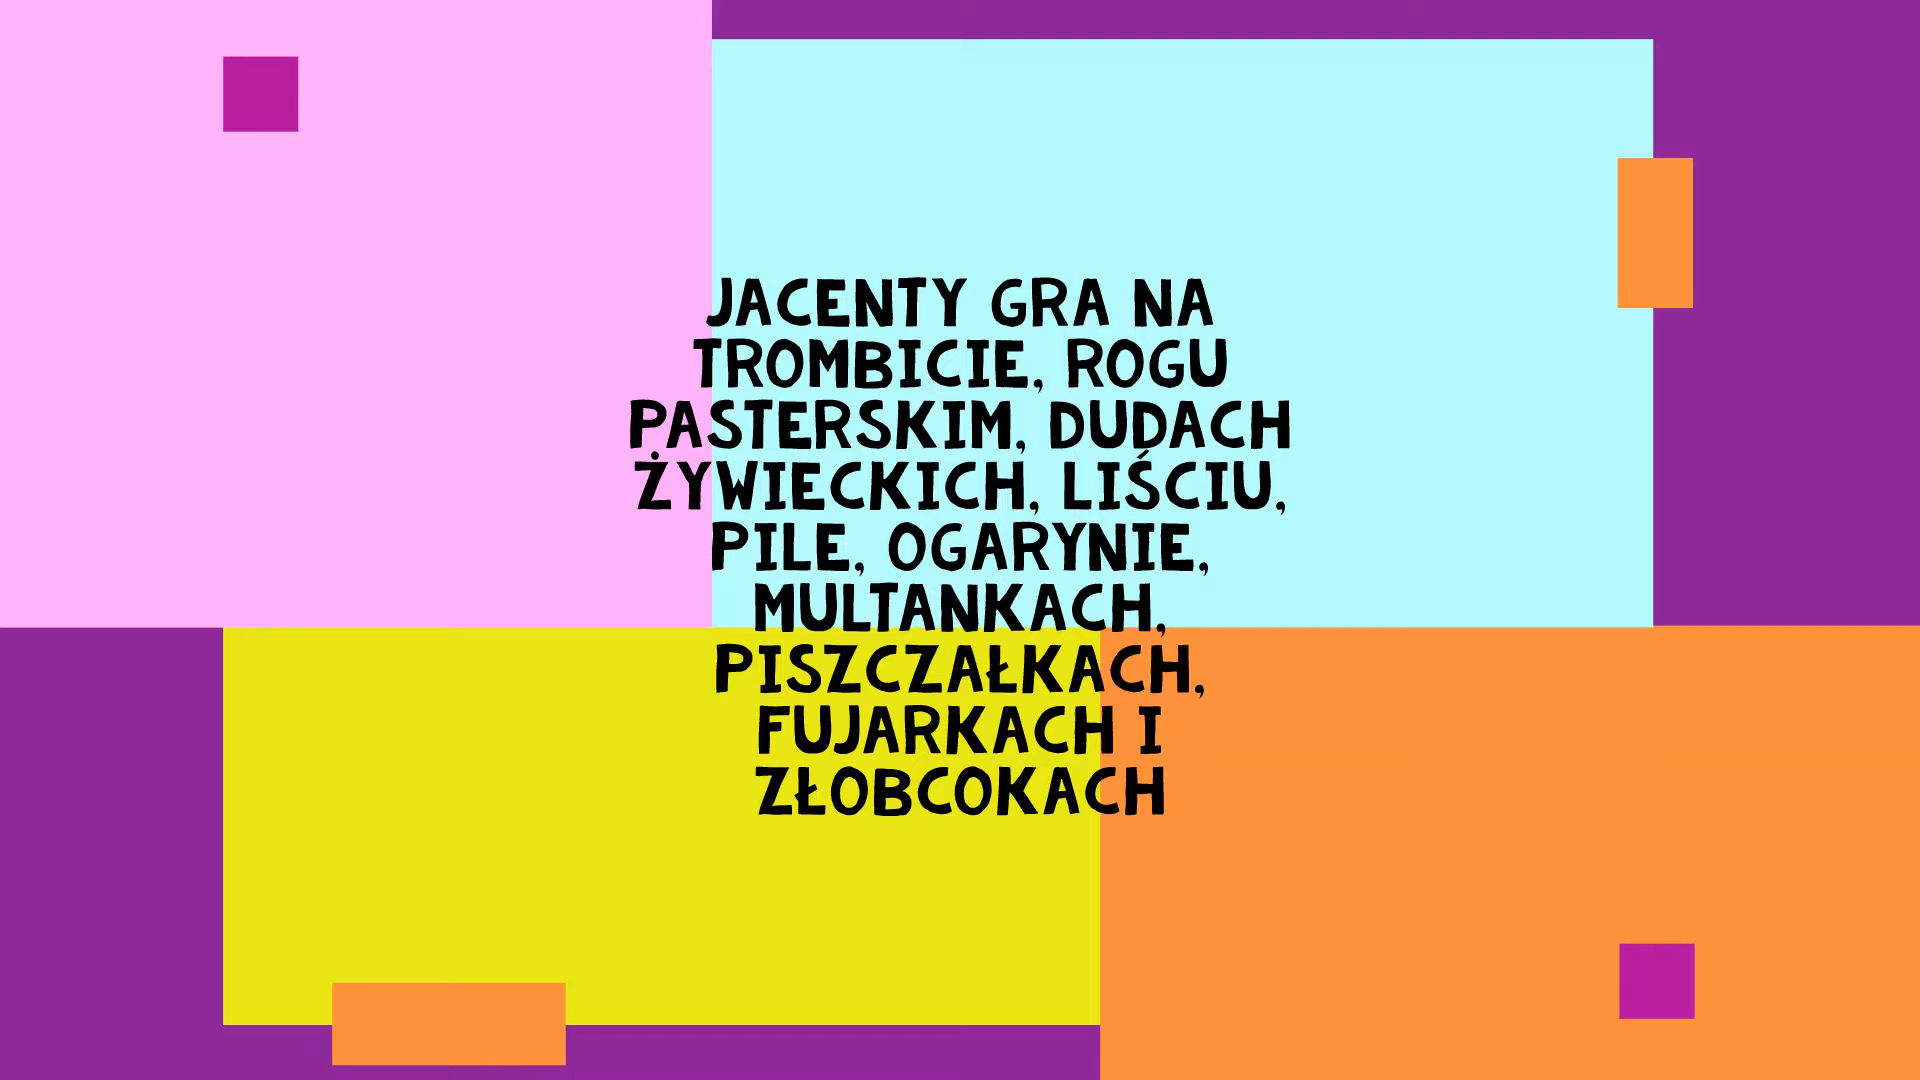 JACENTY GRA NA
TROMBICIE, ROGU
PASTERSKIM, DUDACH
ŻYWIECKICH, LIŚCIU,
PILE, OGARYNIE,
MULTANKACH,
PISZCZAŁKACH,
FUJARKACH I
ZŁOBCOKACH